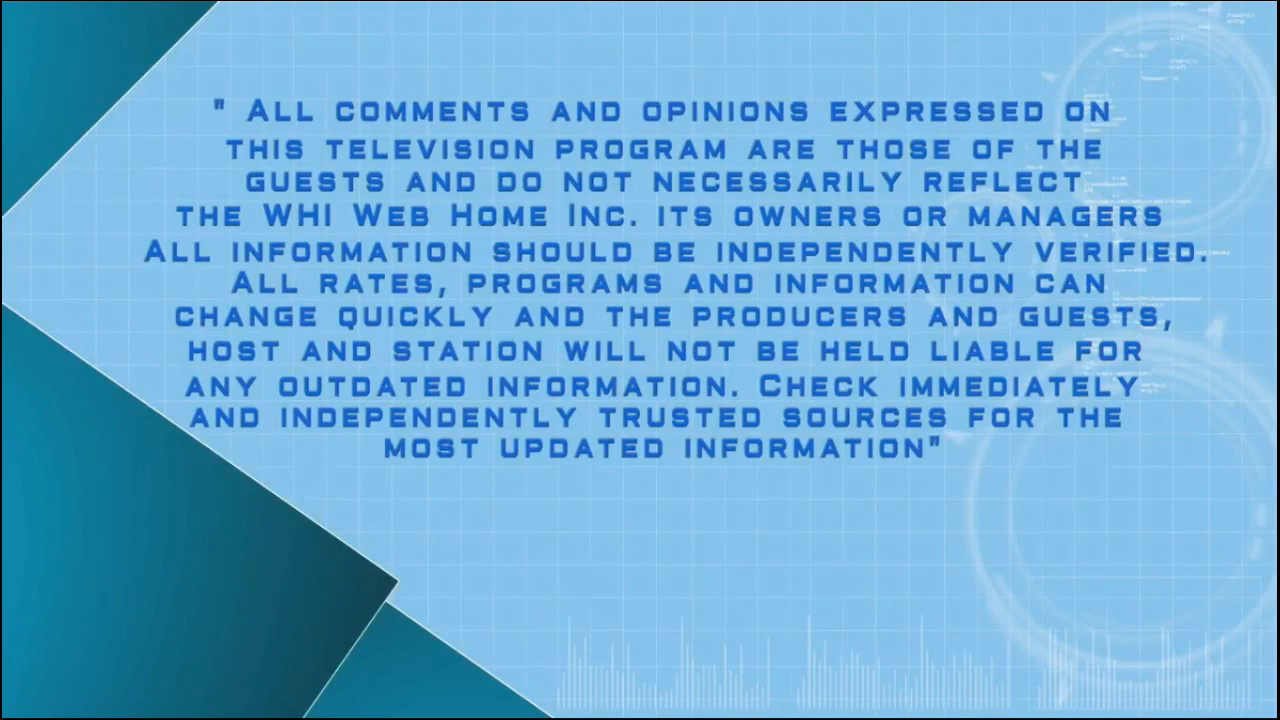 " All comments and opinions expressed on
this television program are those of the
guests and do not necessarily reflect
the WHI Web Home Inc. its owners or managers
All information should be independently verified.
All rates, programs and information can
change quickly and the producers and guests,
host and station will not be held liable for
any outdated information. Check immediately
and independently trusted sources for the
most updated information"